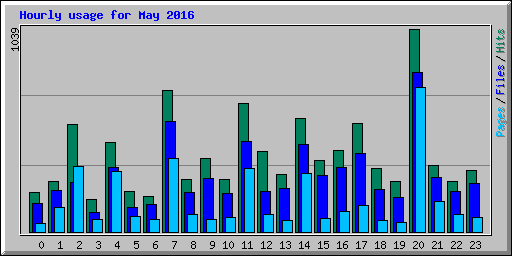 Hourly usage for May 2016
1039
Pages / Files / Hits
0 1 2 3 4 5 6 7 8 9 10 11 12 13 14 15 16 17 18 19 20 21 22 23